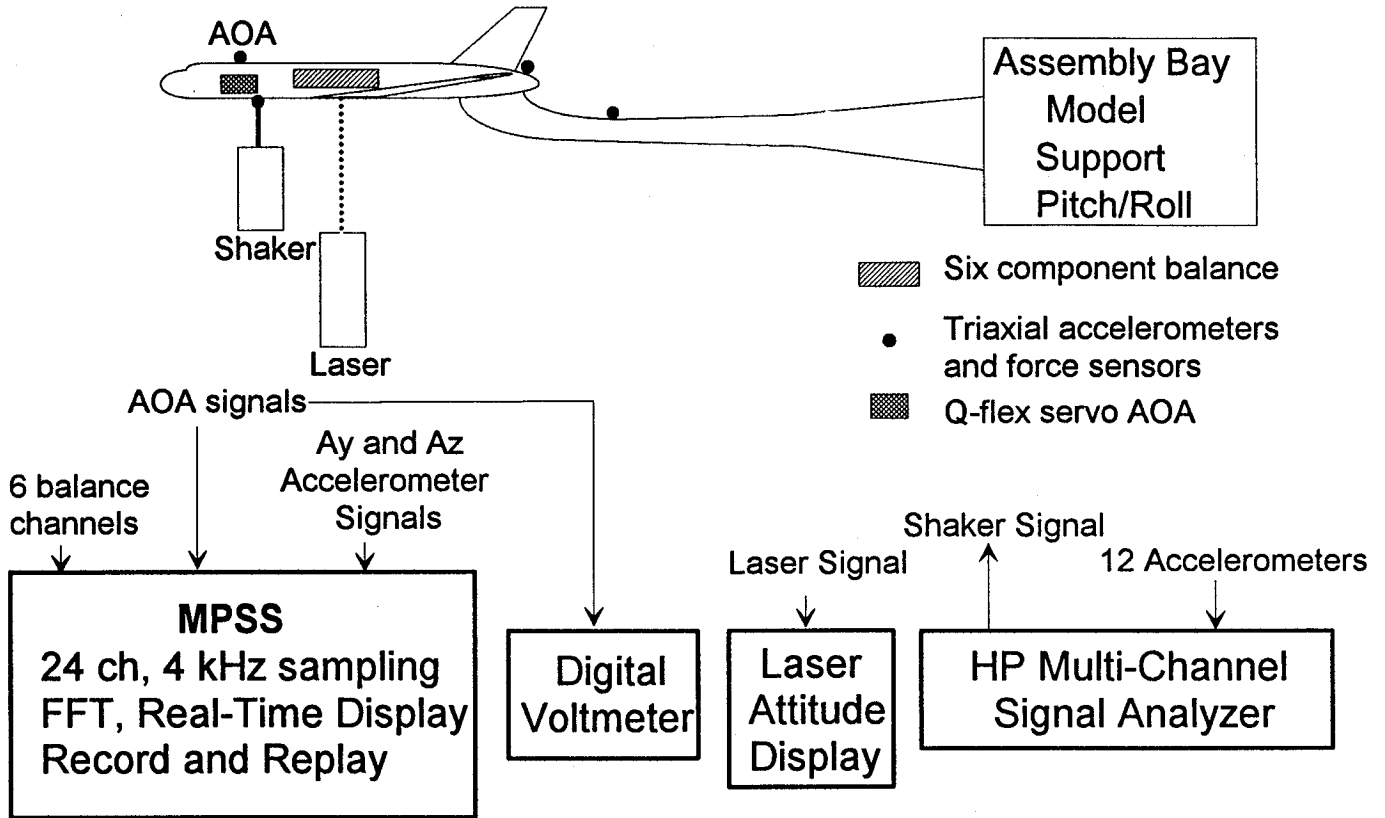 AOA
Assembly Bay
Model
Support
Pitch/Roll
Shaker
Laser
Six component balance
Triaxial accelerometers
and force sensors
Q-flex servo AOA
AOA signals
Ay and Az
Accelerometer
Signals
6 balance
channels
Shaker Signal
Laser Signal
12 Accelerometers
MPSS
24 ch, 4 kHz sampling
FFT, Real-Time Display
Record and Replay
Digital
Voltmeter
Laser
Attitude
Display
HP Multi-Channel
Signal Analyzer